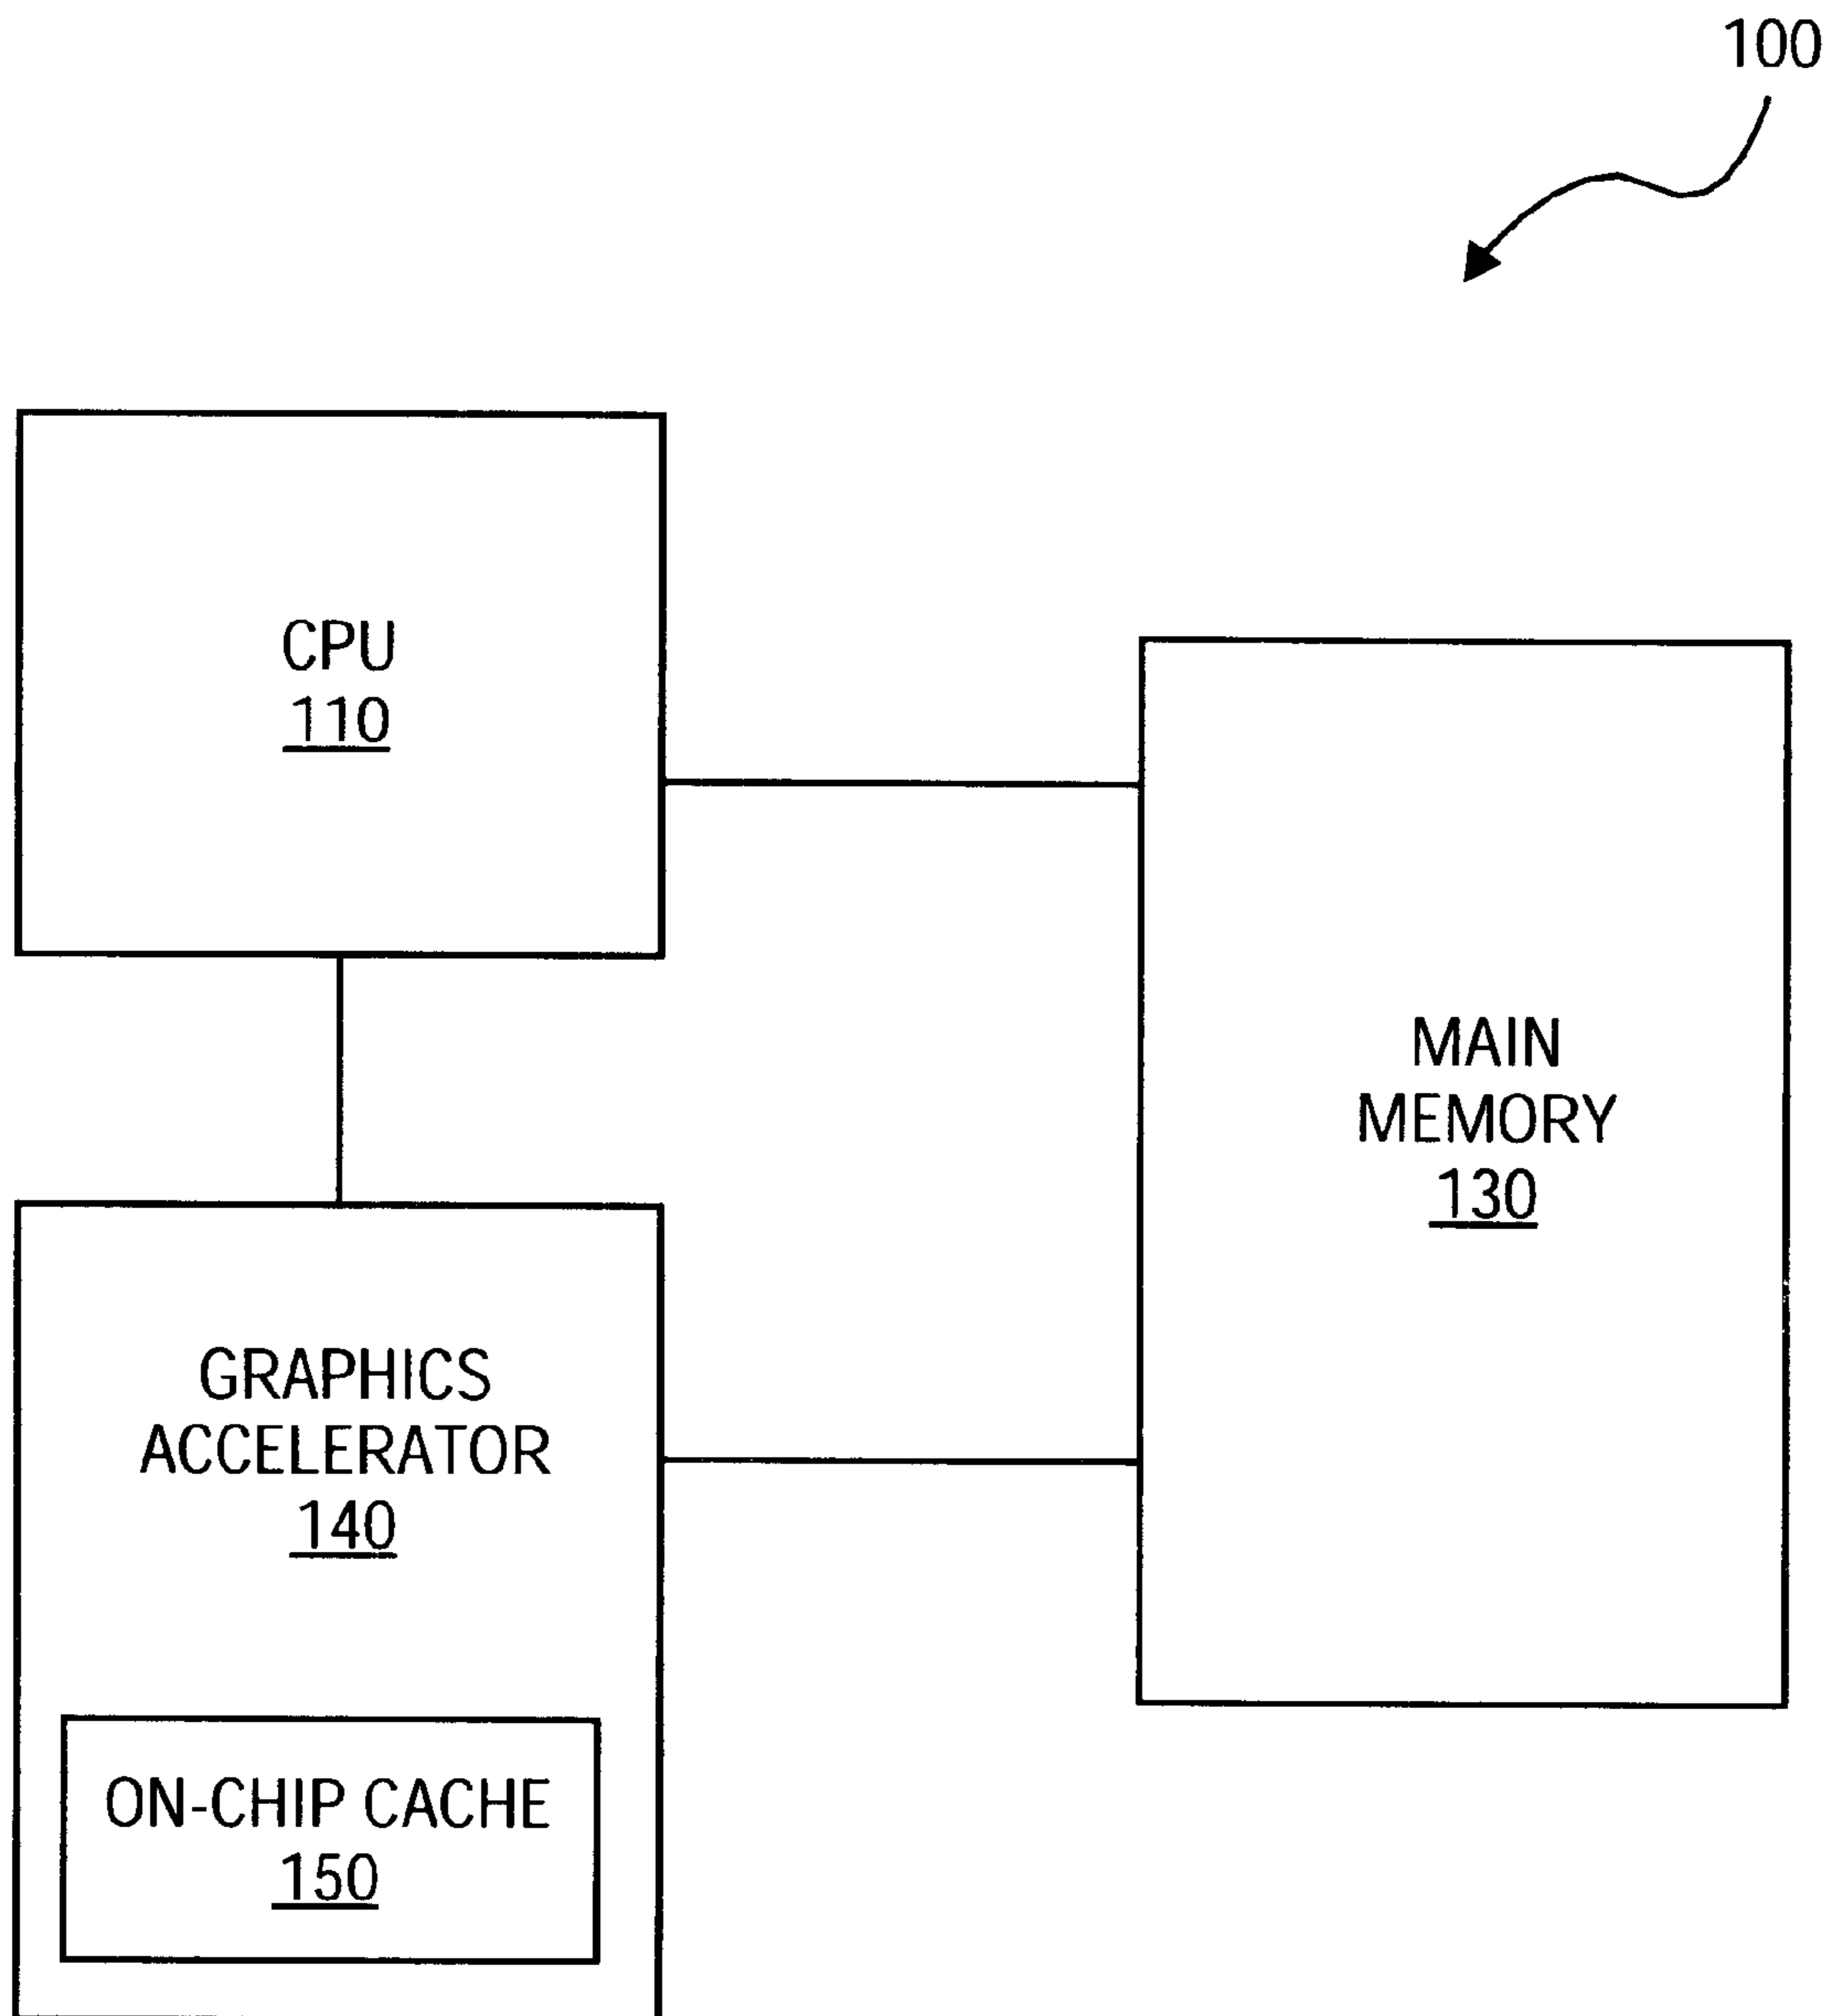 100
CPU
110
MAIN
MEMORY
130
GRAPHICS
ACCELERATOR
140
ON-CHIP CACHE
150